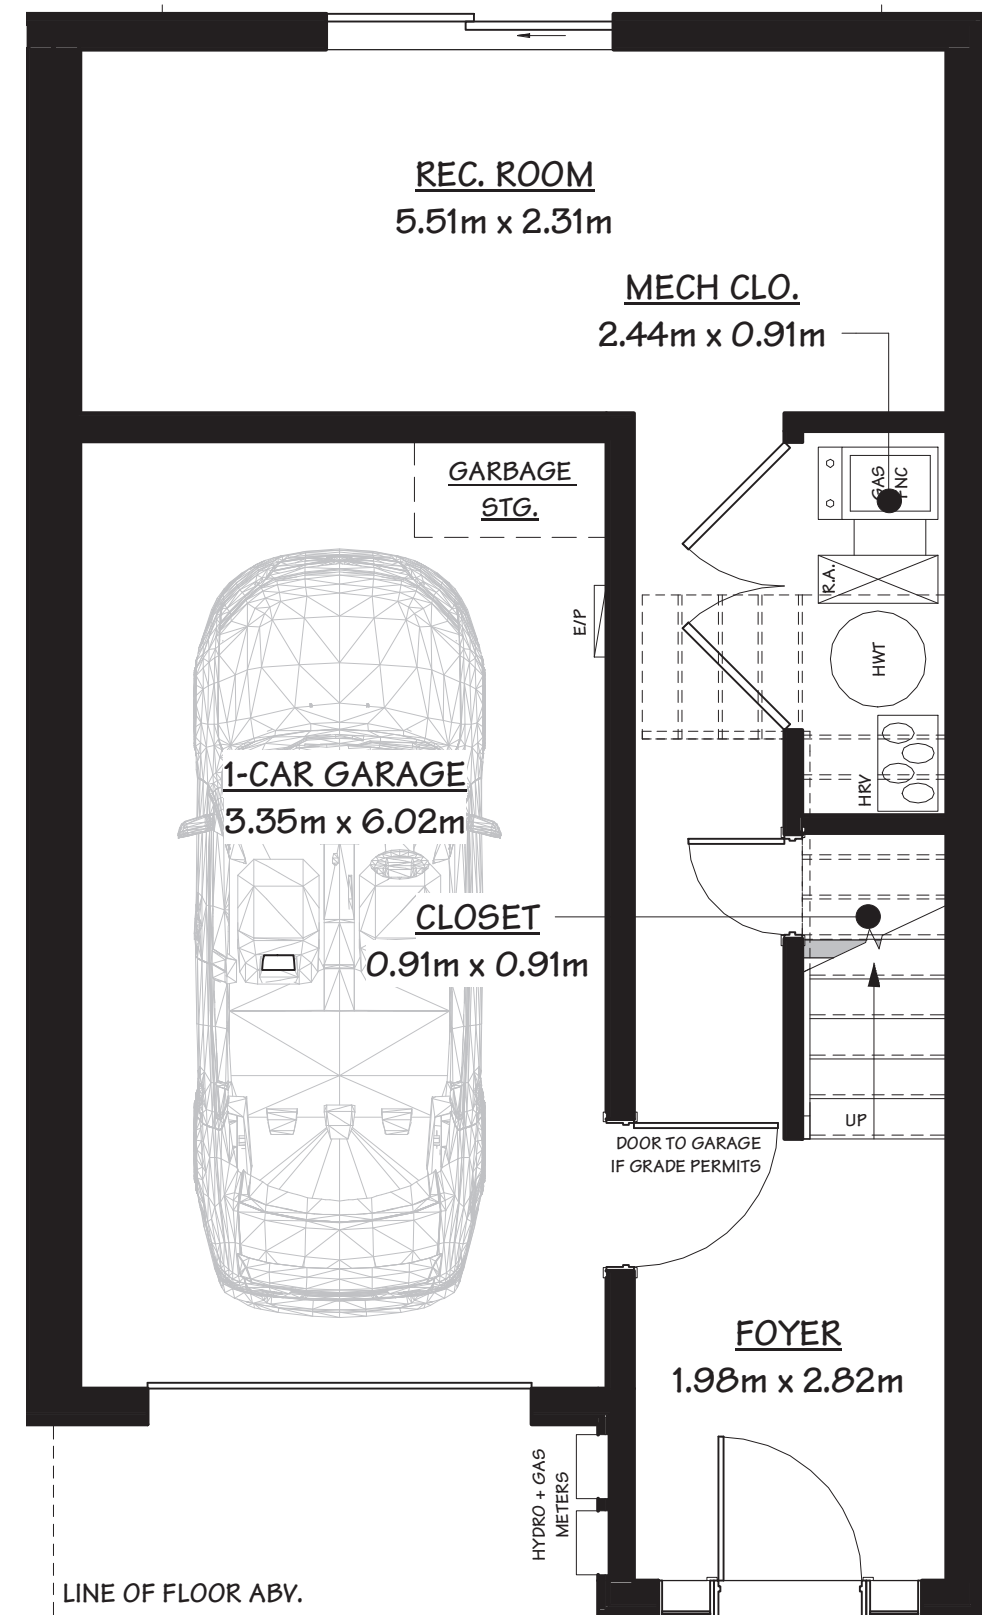 REC. ROOM
5.51m x 2.31m
MECH CLO.
2.44m x 0.91m
GARBAGE
STG.
GAS
FNC
R.A.
E/P
HWT
HRV
1-CAR GARAGE
3.35m x 6.02m
CLOSET
0.91m x 0.91m
UP
DOOR TO GARAGE
IF GRADE PERMITS
FOYER
1.98m x 2.82m
HYDRO + GAS
METERS
LINE OF FLOOR ABV.